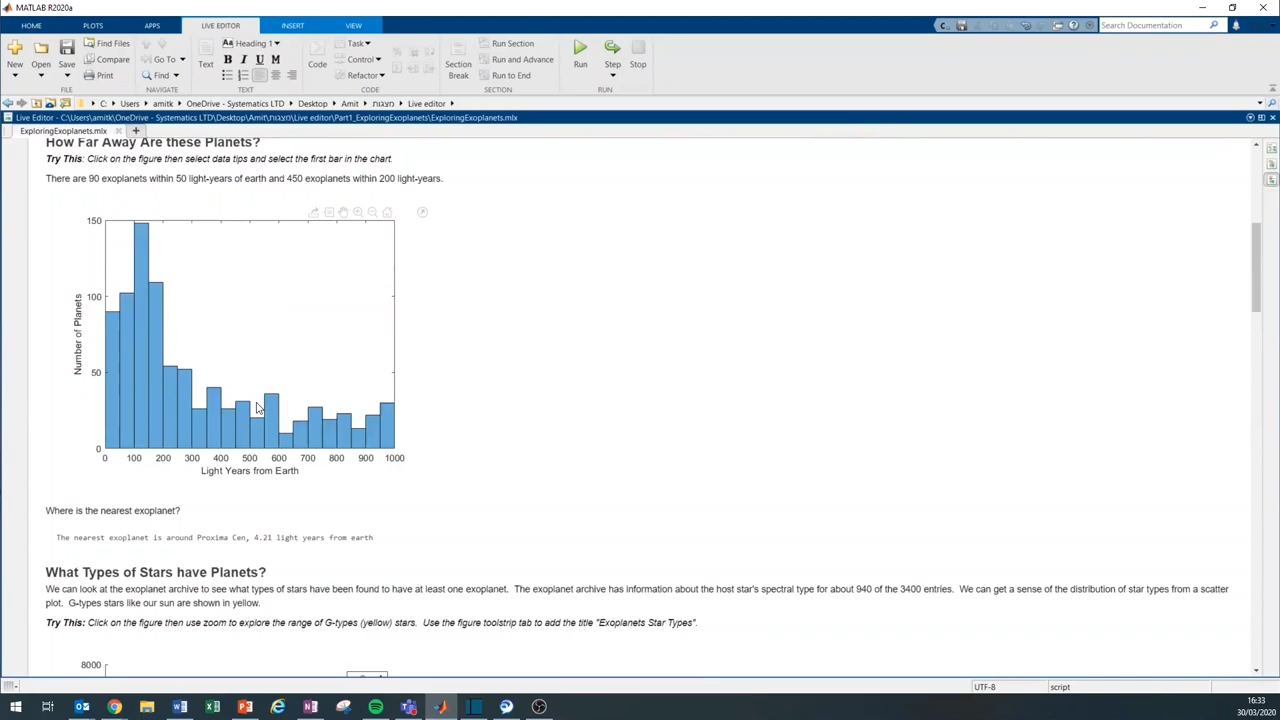 MATLAB R2020a
HOME PLOTS APPS LIVE EDITOR INSERT VIEW
Search Documentation
New Open Save Find Files Compare Print
FILE
Go To Find
NAVIGATE
Text Aa Heading 1 B I U M
TEXT
Code Task Control Refactor
CODE
Section Break Run Section Run and Advance Run to End
SECTION
Run Step Stop
RUN
C: Users amitk OneDrive - Systematics LTD Desktop Amit מצגות Live editor
Live Editor - C:\Users\amitk\OneDrive - Systematics LTD\Desktop\Amit\מצגות\Live editor\Part1_ExploringExoplanets\ExploringExoplanets.mlx
ExploringExoplanets.mlx
How Far Away Are these Planets?
Try This: Click on the figure then select data tips and select the first bar in the chart.
There are 90 exoplanets within 50 light-years of earth and 450 exoplanets within 200 light-years.
150
100
50
0
Number of Planets
0 100 200 300 400 500 600 700 800 900 1000
Light Years from Earth
Where is the nearest exoplanet?
The nearest exoplanet is around Proxima Cen, 4.21 light years from earth
What Types of Stars have Planets?
We can look at the exoplanet archive to see what types of stars have been found to have at least one exoplanet. The exoplanet archive has information about the host star's spectral type for about 940 of the 3400 entries. We can get a sense of the distribution of star types from a scatter
plot. G-types stars like our sun are shown in yellow.
Try This: Click on the figure then use zoom to explore the range of G-types (yellow) stars. Use the figure toolstrip tab to add the title "Exoplanets Star Types".
8000
UTF-8 script
16:33
30/03/2020